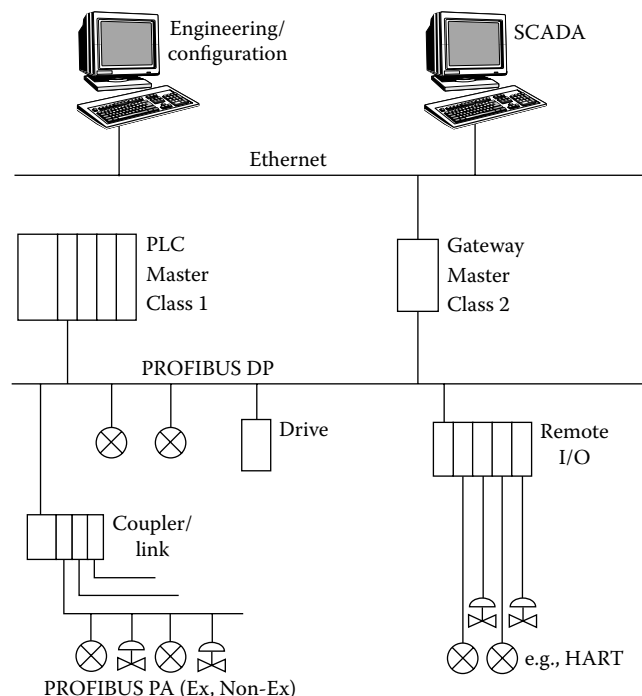 Engineering/
configuration
SCADA
Ethernet
PLC
Master
Class 1
Gateway
Master
Class 2
PROFIBUS DP
Drive
Remote
I/O
Coupler/
link
e.g., HART
PROFIBUS PA (Ex, Non-Ex)